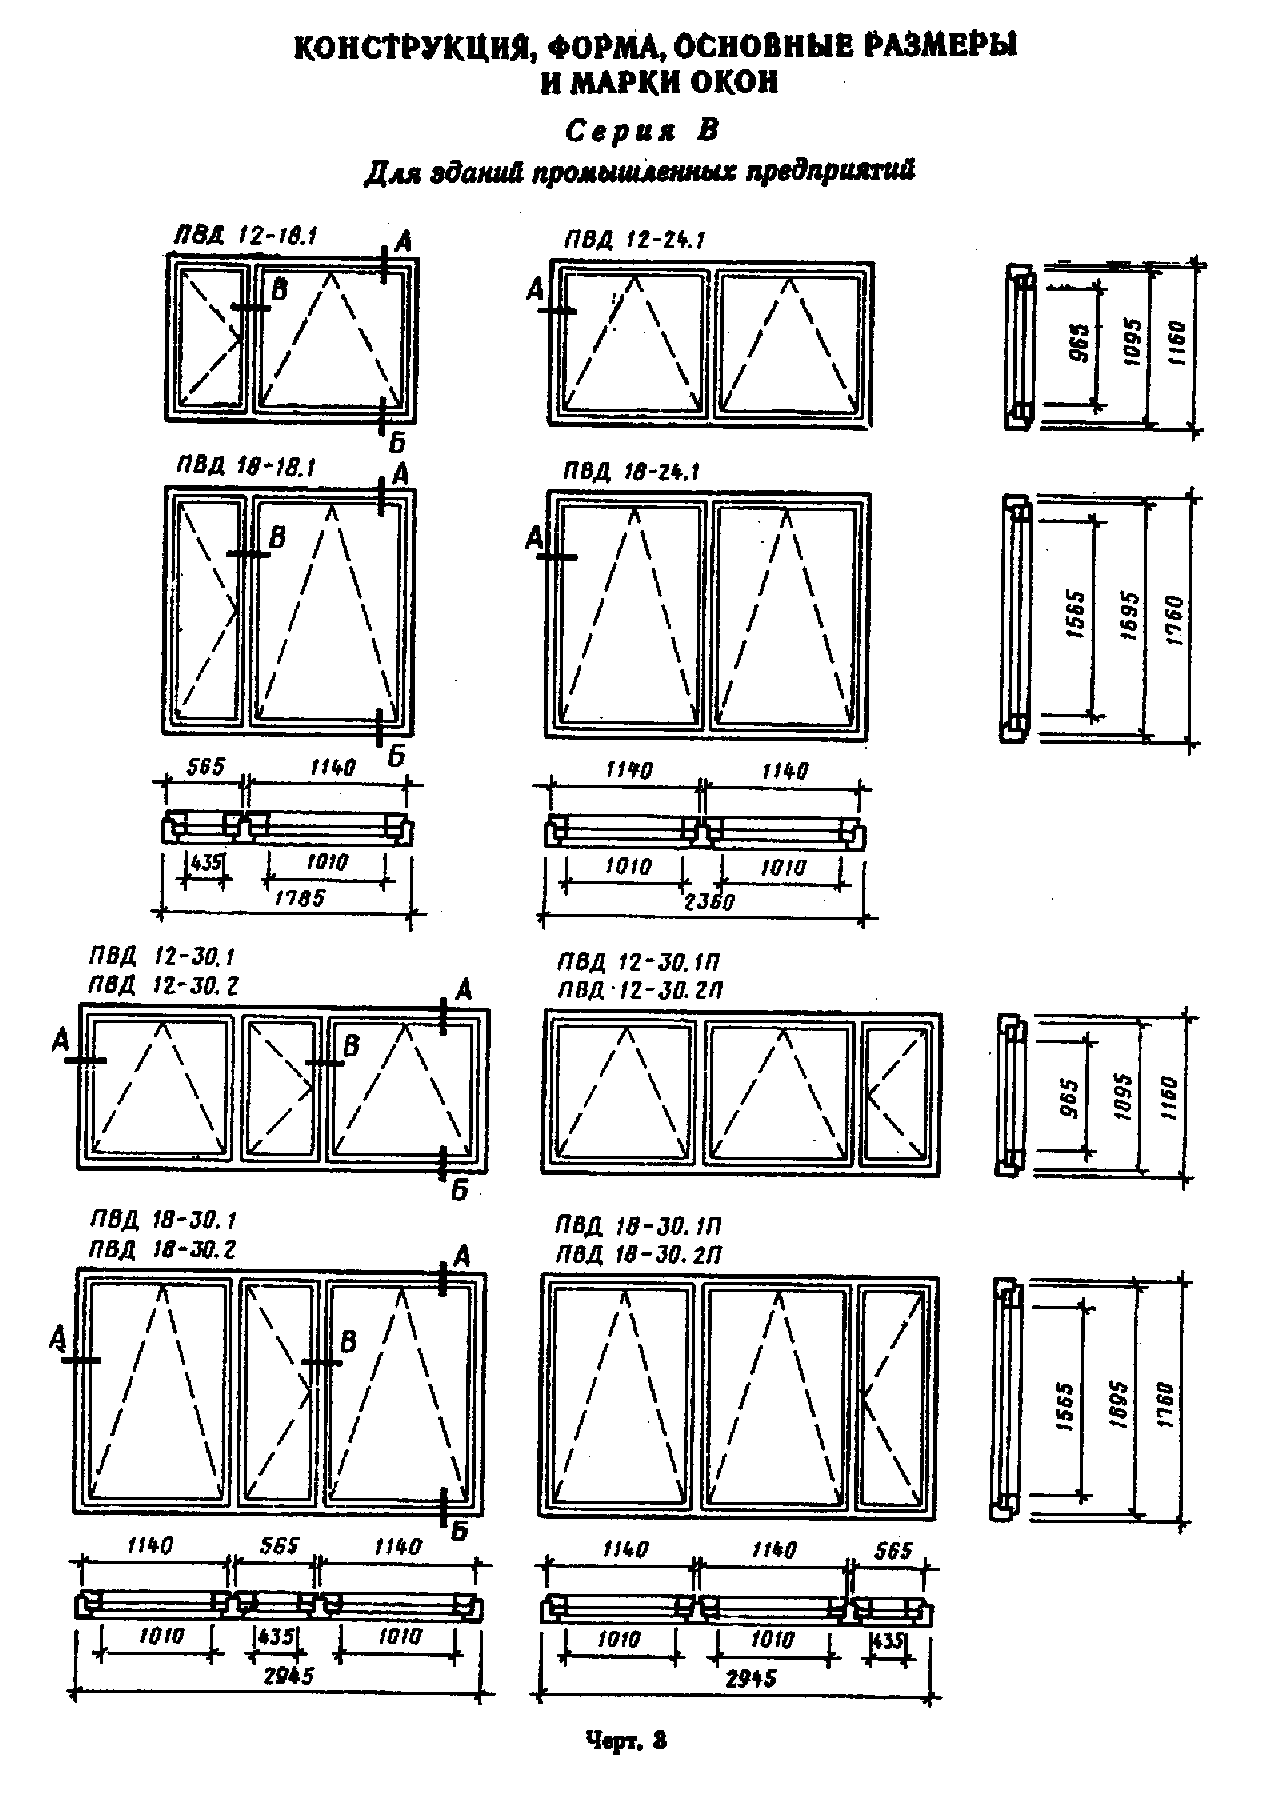 КОНСТРУКЦИЯ, ФОРМА, ОСНОВНЫЕ РАЗМЕРЫ
И МАРКИ ОКОН
Серия В
Для зданий промышленных предприятий
ПВД 12-18.1
А
В
Б
ПВД 12-24.1
А
965
1095
1160
ПВД 18-18.1
А
В
Б
ПВД 18-24.1
А
1565
1695
1760
565 1140
435 1010
1785
1140 1140
1010 1010
2360
ПВД 12-30.1
ПВД 12-30.2
А
А
В
Б
ПВД 12-30.1П
ПВД 12-30.2П
965
1095
1160
ПВД 18-30.1
ПВД 18-30.2
А
А
В
Б
ПВД 18-30.1П
ПВД 18-30.2П
1565
1695
1760
1140 565 1140
1010 435 1010
2945
1140 1140 565
1010 1010 435
2945
Черт. 3